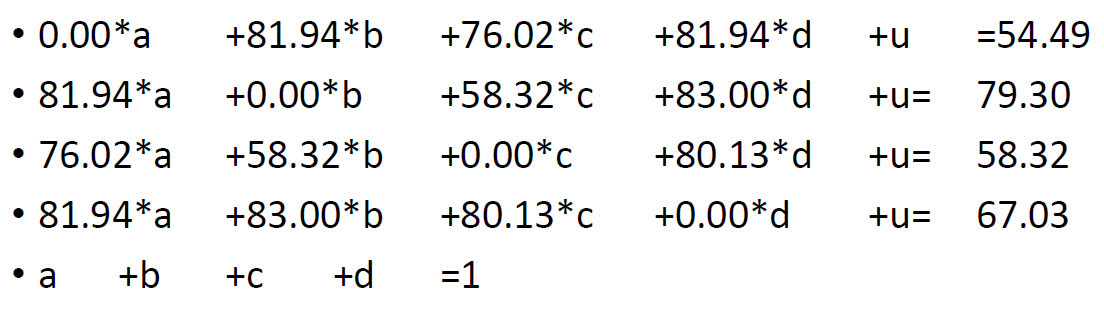 • 0.00*a +81.94*b +76.02*c +81.94*d +u =54.49
• 81.94*a +0.00*b +58.32*c +83.00*d +u= 79.30
• 76.02*a +58.32*b +0.00*c +80.13*d +u= 58.32
• 81.94*a +83.00*b +80.13*c +0.00*d +u= 67.03
• a +b +c +d =1